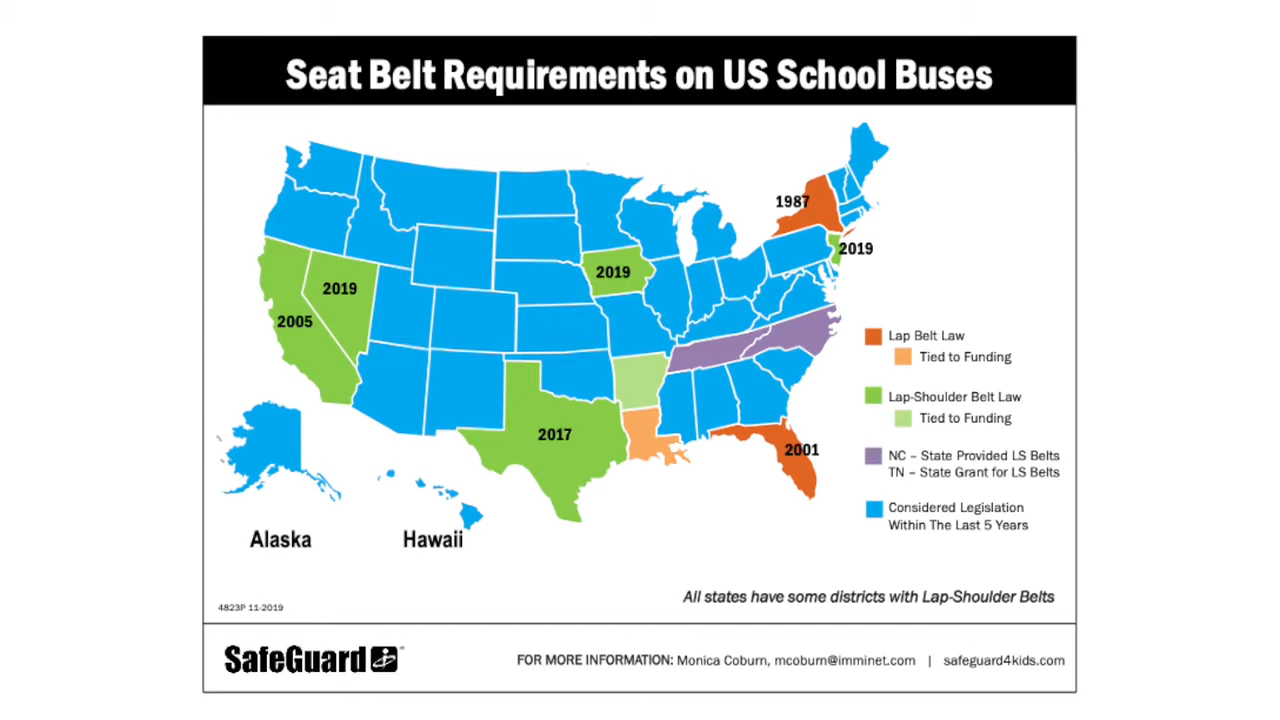 Seat Belt Requirements on US School Buses
1987
2019
2019
2019
2005
2017
2001
Lap Belt Law
Tied to Funding
Lap-Shoulder Belt Law
Tied to Funding
NC – State Provided LS Belts
TN – State Grant for LS Belts
Considered Legislation
Within The Last 5 Years
Alaska
Hawaii
All states have some districts with Lap-Shoulder Belts
4823P 11-2019
SafeGuard
FOR MORE INFORMATION: Monica Coburn, mcoburn@imminet.com | safeguard4kids.com